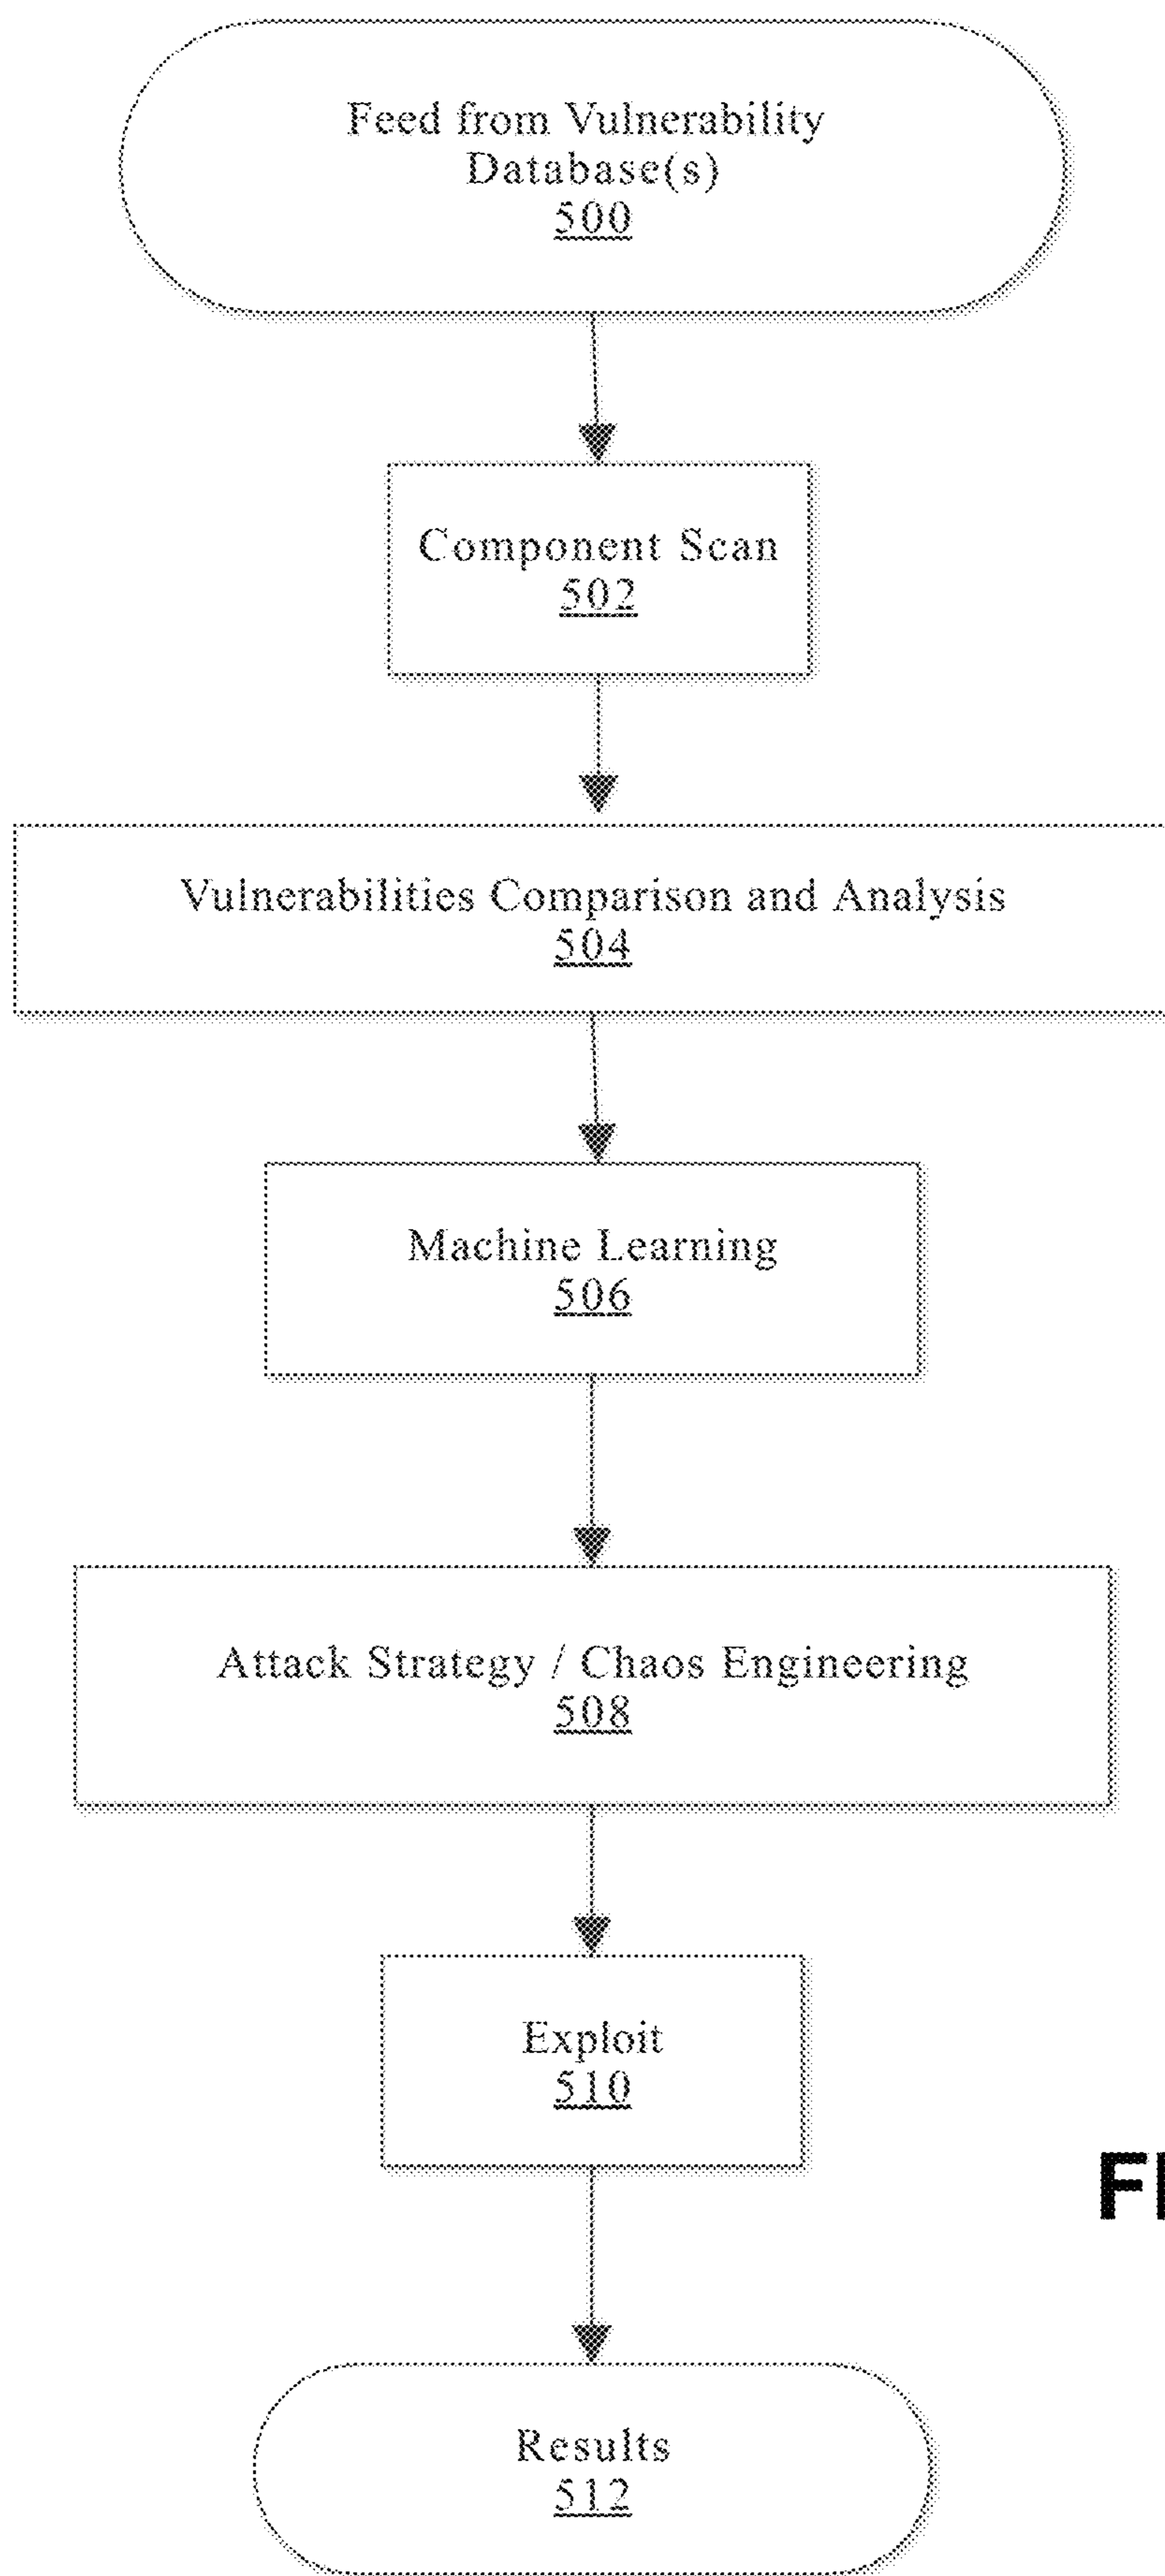 Feed from Vulnerability
Database(s)
500
Component Scan
502
Vulnerabilities Comparison and Analysis
504
Machine Learning
506
Attack Strategy / Chaos Engineering
508
Exploit
510
Results
512